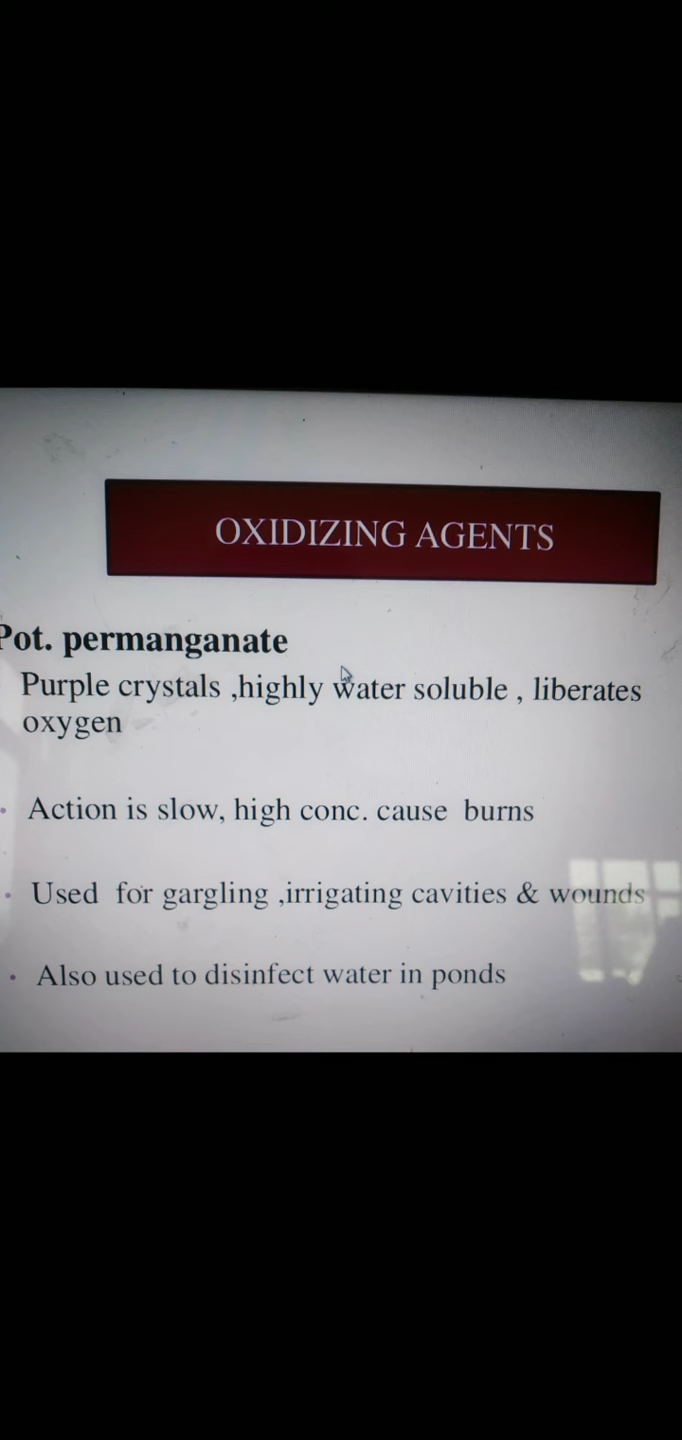 OXIDIZING AGENTS
Pot. permanganate
Purple crystals ,highly water soluble , liberates
oxygen
• Action is slow, high conc. cause  burns
• Used  for gargling ,irrigating cavities & wounds
• Also used to disinfect water in ponds